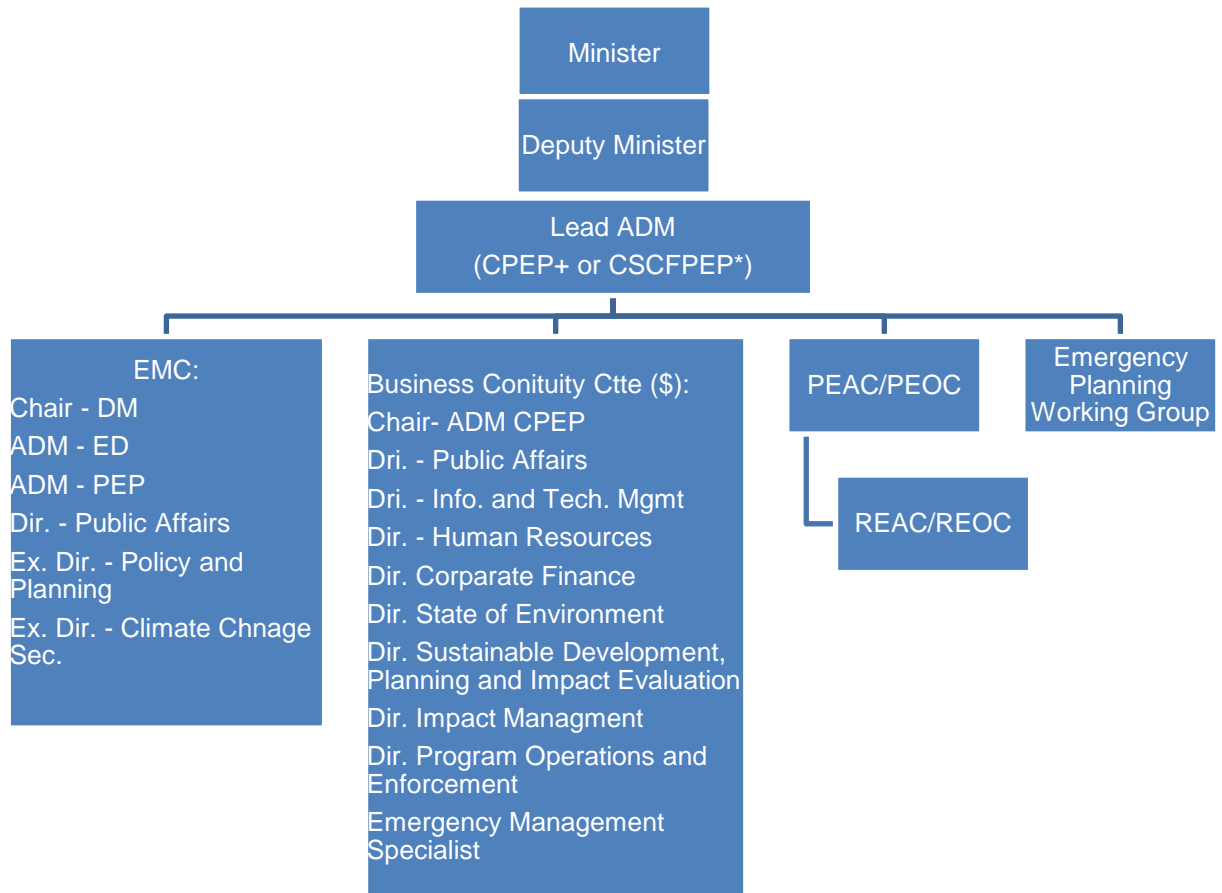 Minister
Deputy Minister
Lead ADM
(CPEP+ or CSCFPEP*)
EMC:
Chair - DM
ADM - ED
ADM - PEP
Dir. - Public Affairs
Ex. Dir. - Policy and
Planning
Ex. Dir. - Climate Chnage
Sec.
Business Conituity Ctte ($):
Chair- ADM CPEP
Dri. - Public Affairs
Dri. - Info. and Tech. Mgmt
Dir. - Human Resources
Dir. Corparate Finance
Dir. State of Environment
Dir. Sustainable Development,
Planning and Impact Evaluation
Dir. Impact Managment
Dir. Program Operations and
Enforcement
Emergency Management
Specialist
PEAC/PEOC
REAC/REOC
Emergency
Planning
Working Group